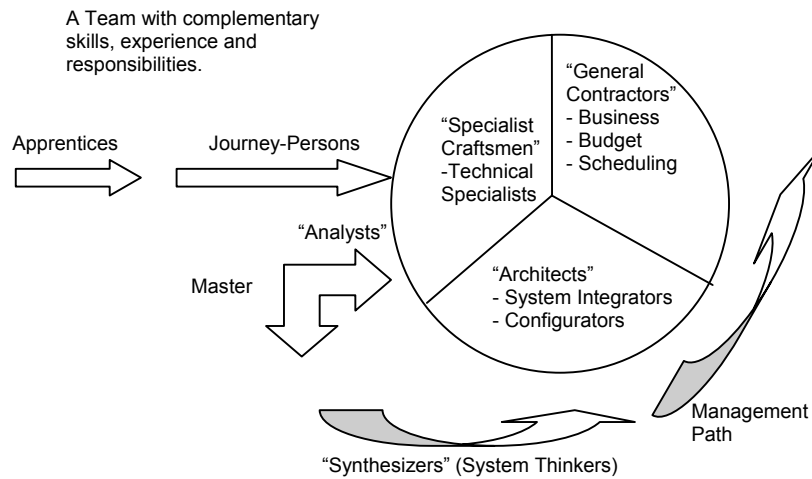 A Team with complementary
skills, experience and
responsibilities.
Apprentices
Journey-Persons
“Specialist
Craftsmen”
-Technical
Specialists
“General
Contractors”
- Business
- Budget
- Scheduling
“Analysts”
Master
“Architects”
- System Integrators
- Configurators
Management
Path
“Synthesizers” (System Thinkers)